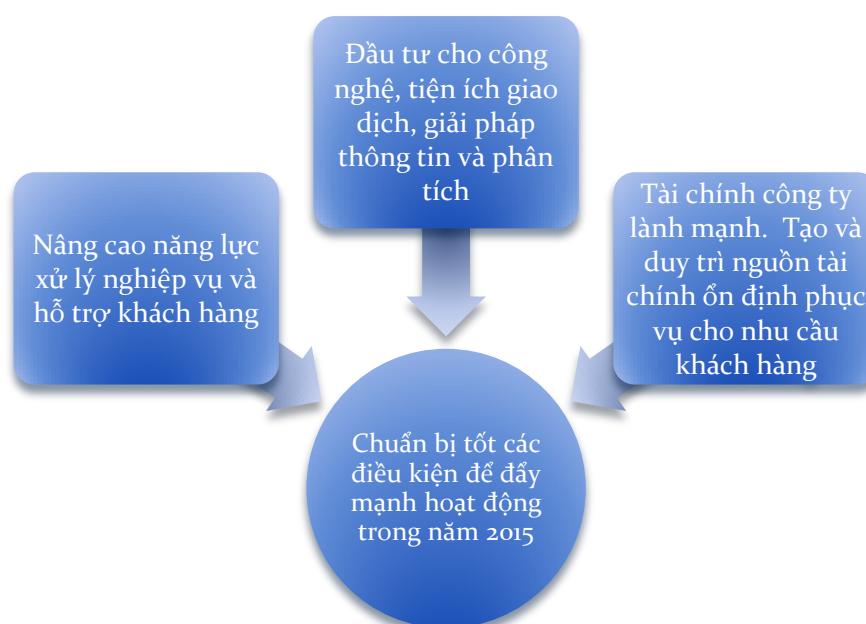 Đầu tư cho công
nghệ, tiện ích giao
dịch, giải pháp
thông tin và phân
tích
Nâng cao năng lực
xử lý nghiệp vụ và
hỗ trợ khách hàng
Tài chính công ty
lành mạnh. Tạo và
duy trì nguồn tài
chính ổn định phục
vụ cho nhu cầu
khách hàng
Chuẩn bị tốt các
điều kiện để đẩy
mạnh hoạt động
trong năm 2015